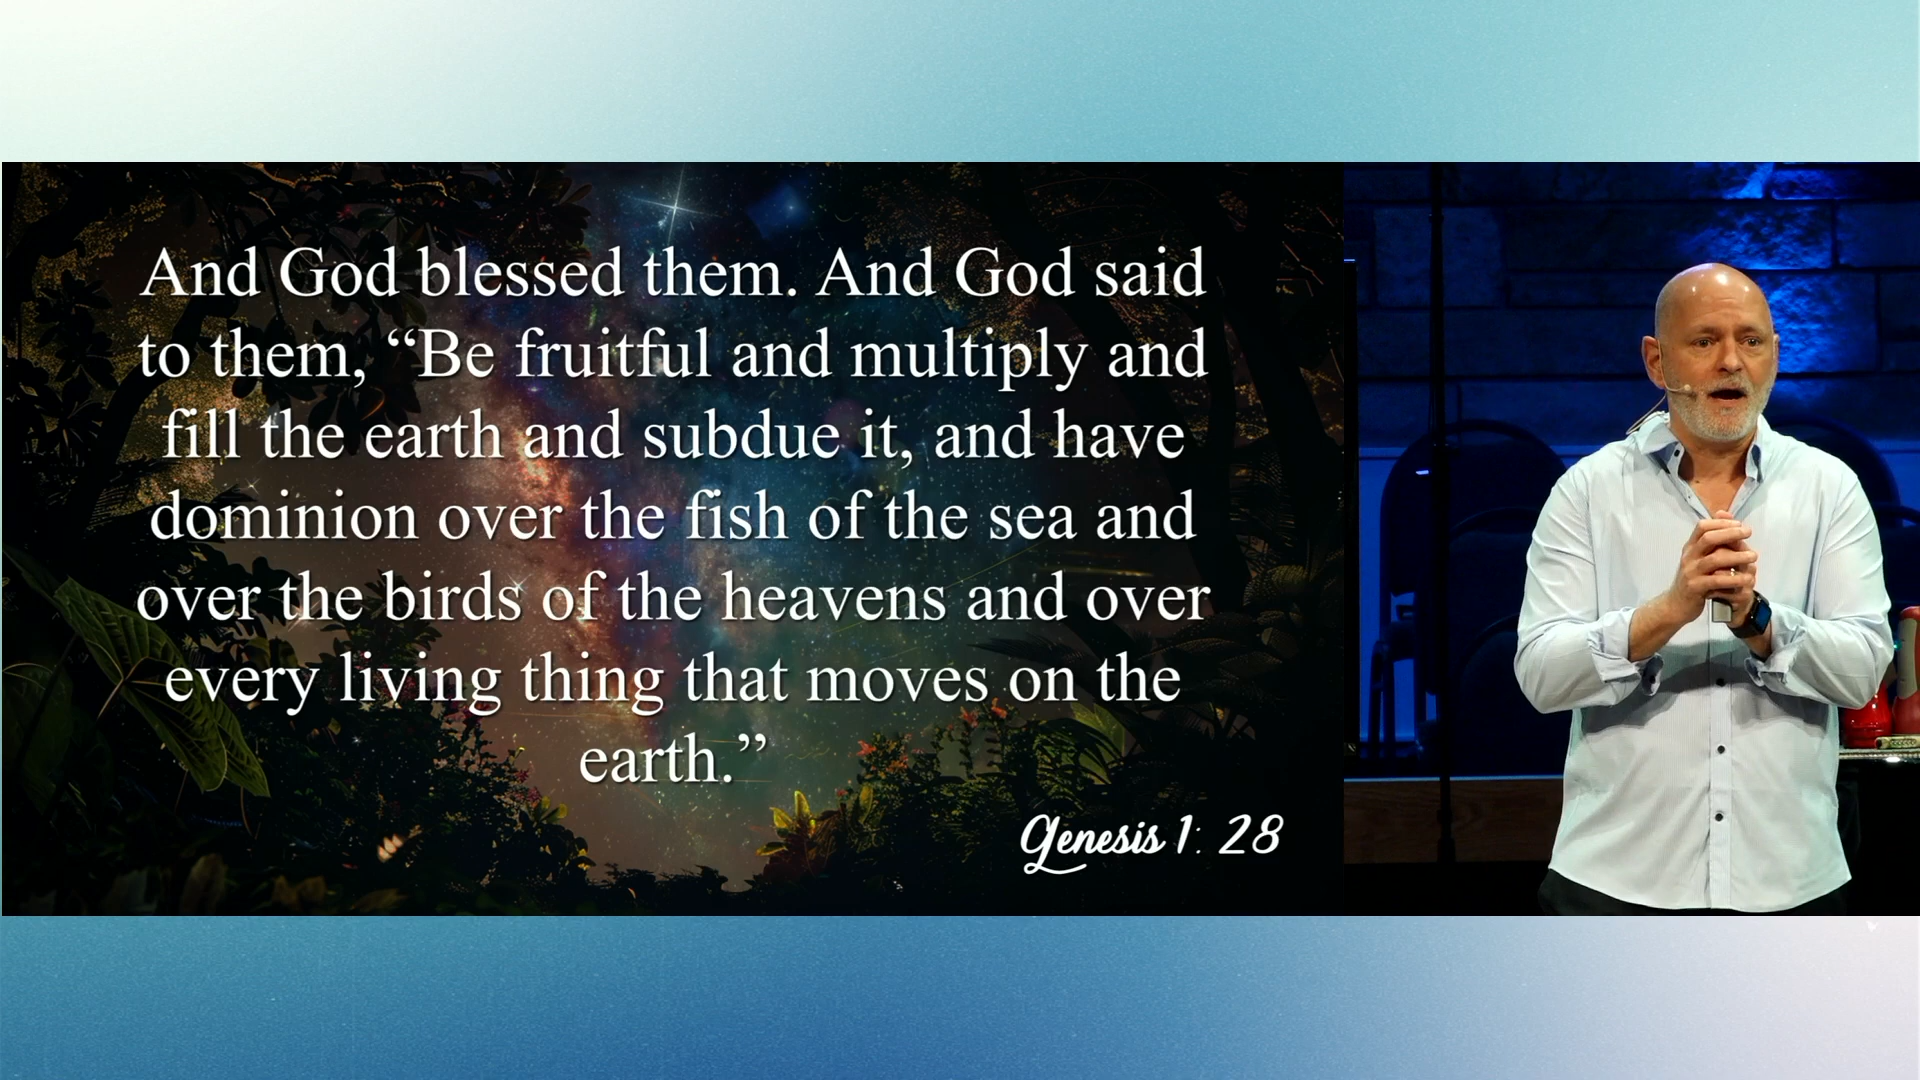 And God blessed them. And God said
to them, “Be fruitful and multiply and
fill the earth and subdue it, and have
dominion over the fish of the sea and
over the birds of the heavens and over
every living thing that moves on the
earth.”
Genesis 1: 28